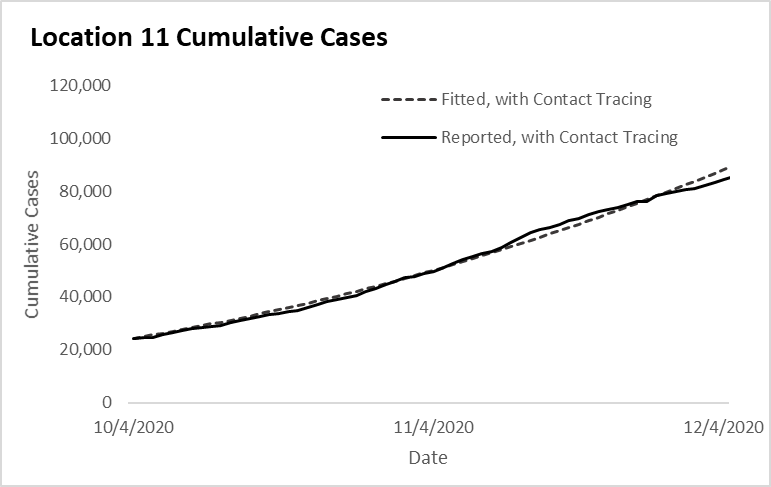 Location 11 Cumulative Cases
120,000
Fitted, with Contact Tracing
100,000
Reported, with Contact Tracing
80,000
Cumulative Cases
60,000
40,000
20,000
0
10/4/2020
11/4/2020
12/4/2020
Date